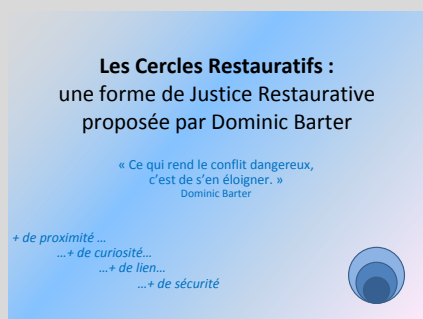 Les Cercles Restauratifs :
une forme de Justice Restaurative
proposée par Dominic Barter
« Ce qui rend le conflit dangereux,
c'est de s'en éloigner. »
Dominic Barter
+ de proximité ...
...+ de curiosité...
...+ de lien...
...+ de sécurité